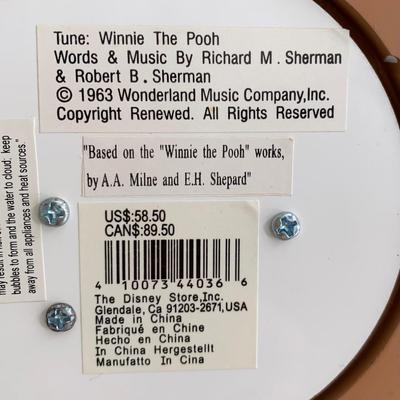 Tune: Winnie The Pooh
Words & Music By Richard M. Sherman
& Robert B. Sherman
© 1963 Wonderland Music Company,Inc.
Copyright Renewed. All Rights Reserved
"Based on the "Winnie the Pooh" works,
by A.A. Milne and E.H. Shepard"
may result in
bubbles to form and the water to cloud; keep
away from all appliances and heat sources."
US$:58.50
CAN$:89.50
4 10073 44036 6
The Disney Store,Inc.
Glendale, Ca 91203-2671,USA
Made in China
Fabriqué en Chine
Hecho en China
In China Hergestellt
Manufatto In Cina